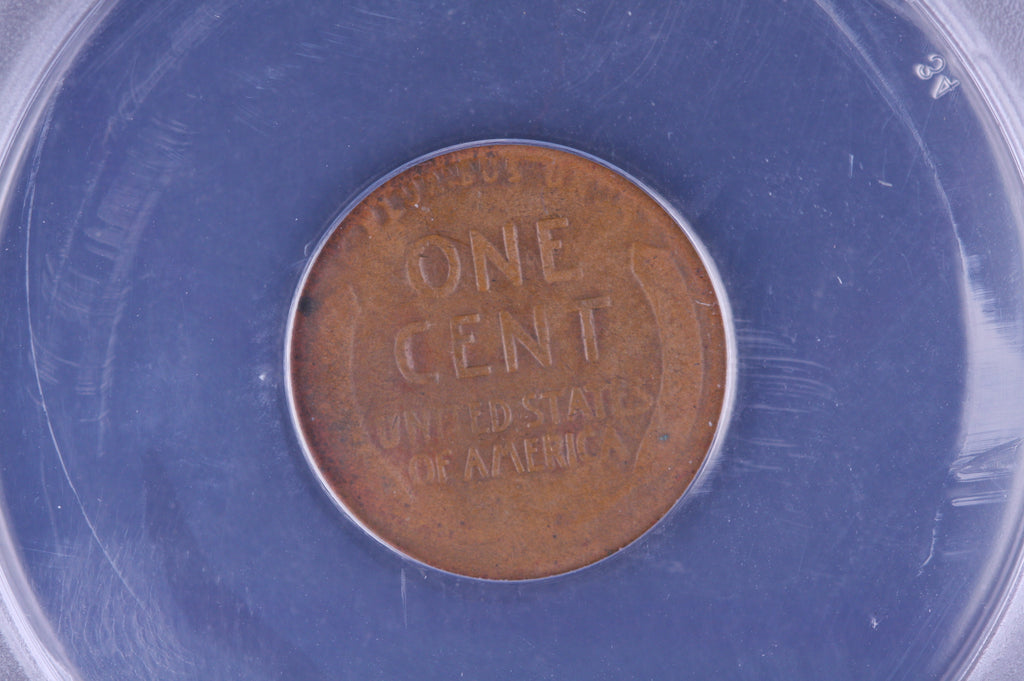 ONE
CENT
UNITED STATES
OF AMERICA